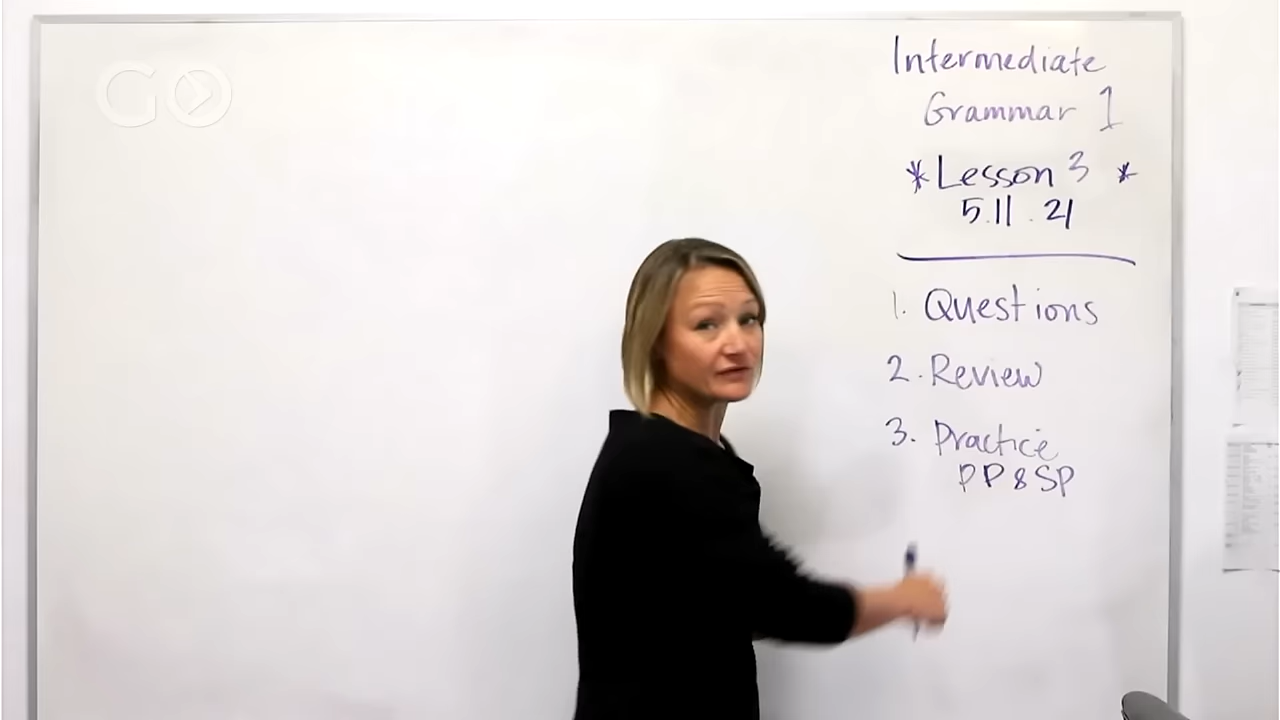 GO
Intermediate
Grammar 1
*Lesson 3 *
5.11.21
1. Questions
2. Review
3. Practice
PP & SP